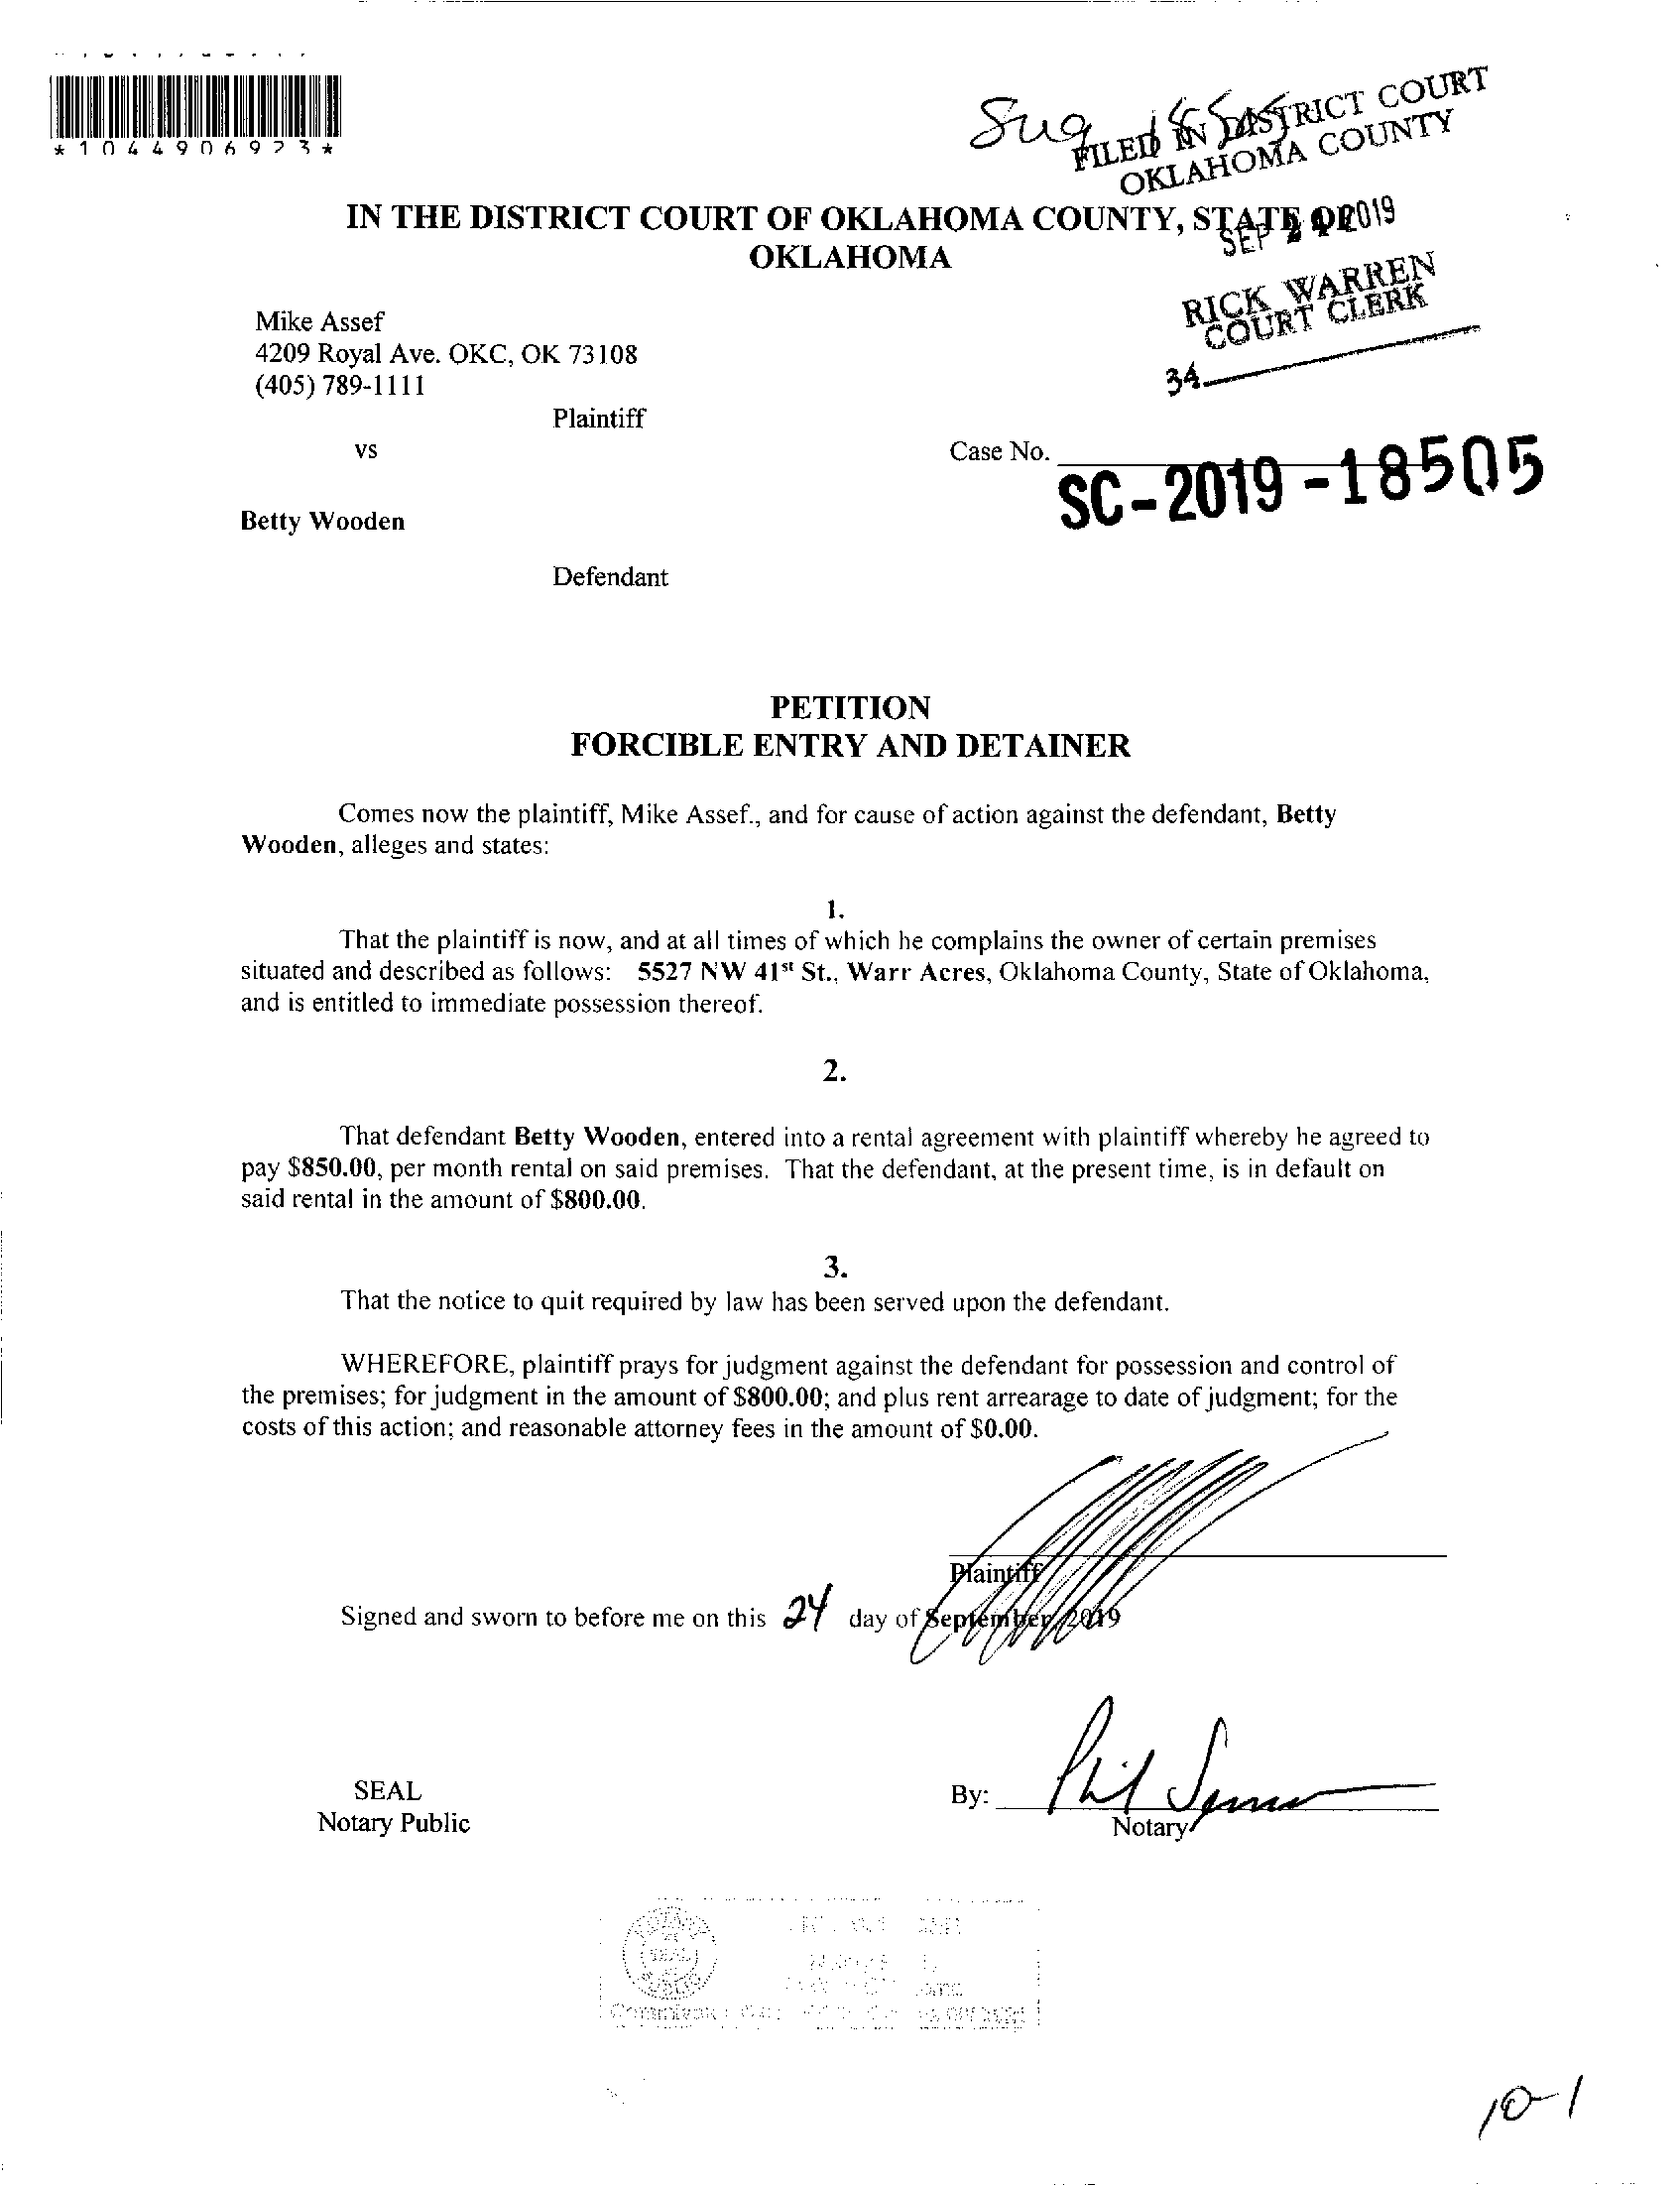 *1044906923*
FILED IN DISTRICT COURT
OKLAHOMA COUNTY
SEP 24 2019
RICK WARREN
COURT CLERK
34
IN THE DISTRICT COURT OF OKLAHOMA COUNTY, STATE OF
OKLAHOMA
Mike Assef
4209 Royal Ave. OKC, OK 73108
(405) 789-1111
Plaintiff
vs
Case No.
SC-2019-18505
Betty Wooden
Defendant
PETITION
FORCIBLE ENTRY AND DETAINER
Comes now the plaintiff, Mike Assef., and for cause of action against the defendant, Betty
Wooden, alleges and states:
1.
That the plaintiff is now, and at all times of which he complains the owner of certain premises
situated and described as follows: 5527 NW 41st St., Warr Acres, Oklahoma County, State of Oklahoma,
and is entitled to immediate possession thereof.
2.
That defendant Betty Wooden, entered into a rental agreement with plaintiff whereby he agreed to
pay $850.00, per month rental on said premises. That the defendant, at the present time, is in default on
said rental in the amount of $800.00.
3.
That the notice to quit required by law has been served upon the defendant.
WHEREFORE, plaintiff prays for judgment against the defendant for possession and control of
the premises; for judgment in the amount of $800.00; and plus rent arrearage to date of judgment; for the
costs of this action; and reasonable attorney fees in the amount of $0.00.
Plaintiff
Signed and sworn to before me on this 24 day of September, 2019
SEAL
Notary Public
By:
Notary
SEAL
10-1